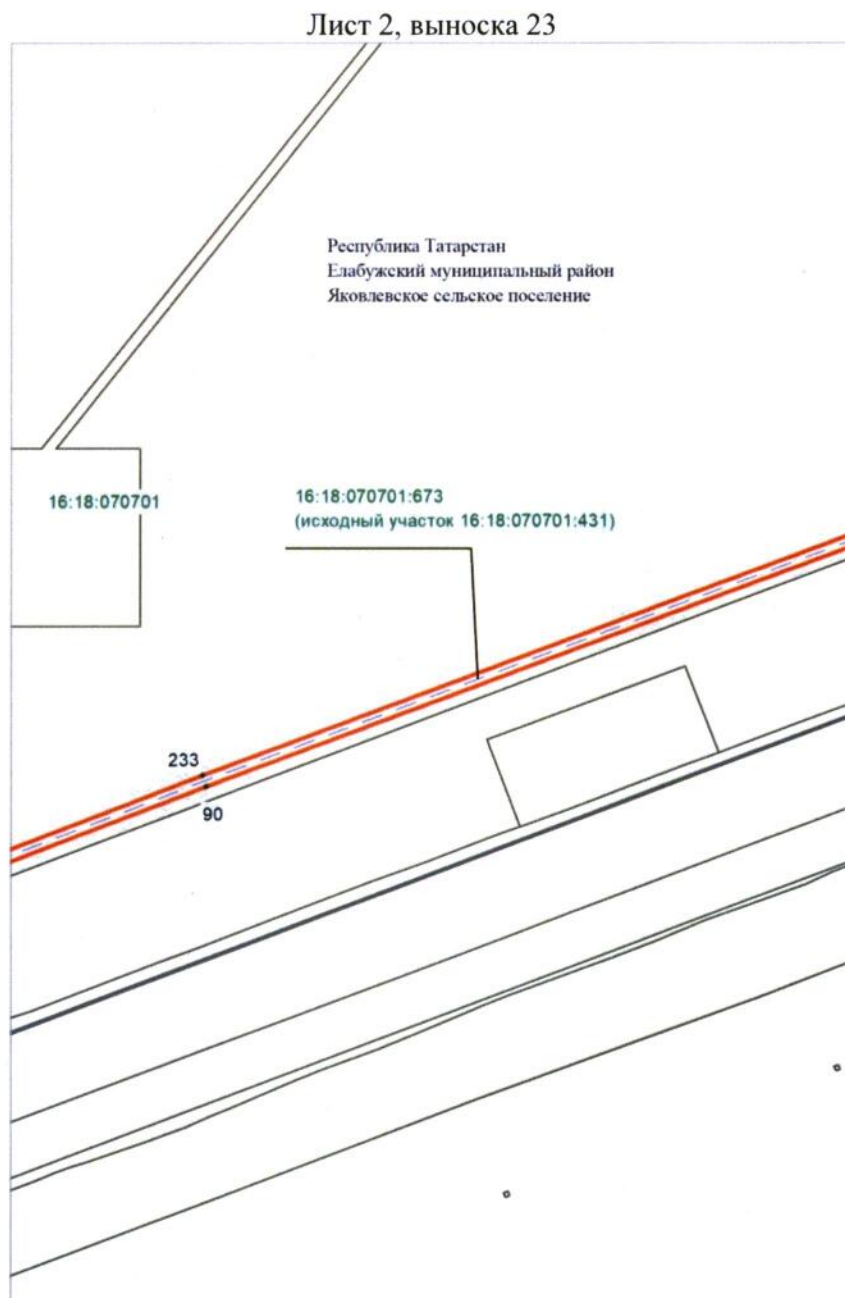 Лист 2, выноска 23
Республика Татарстан
Елабужский муниципальный район
Яковлевское сельское поселение
16:18:070701
16:18:070701:673
(исходный участок 16:18:070701:431)
233
90